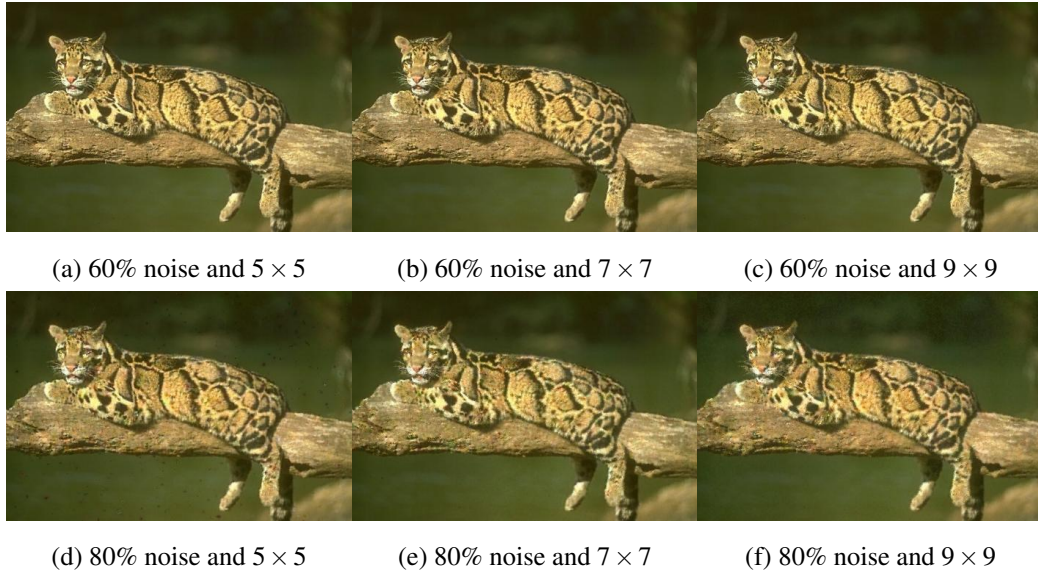 (a) 60% noise and 5 × 5
(b) 60% noise and 7 × 7
(c) 60% noise and 9 × 9
(d) 80% noise and 5 × 5
(e) 80% noise and 7 × 7
(f) 80% noise and 9 × 9